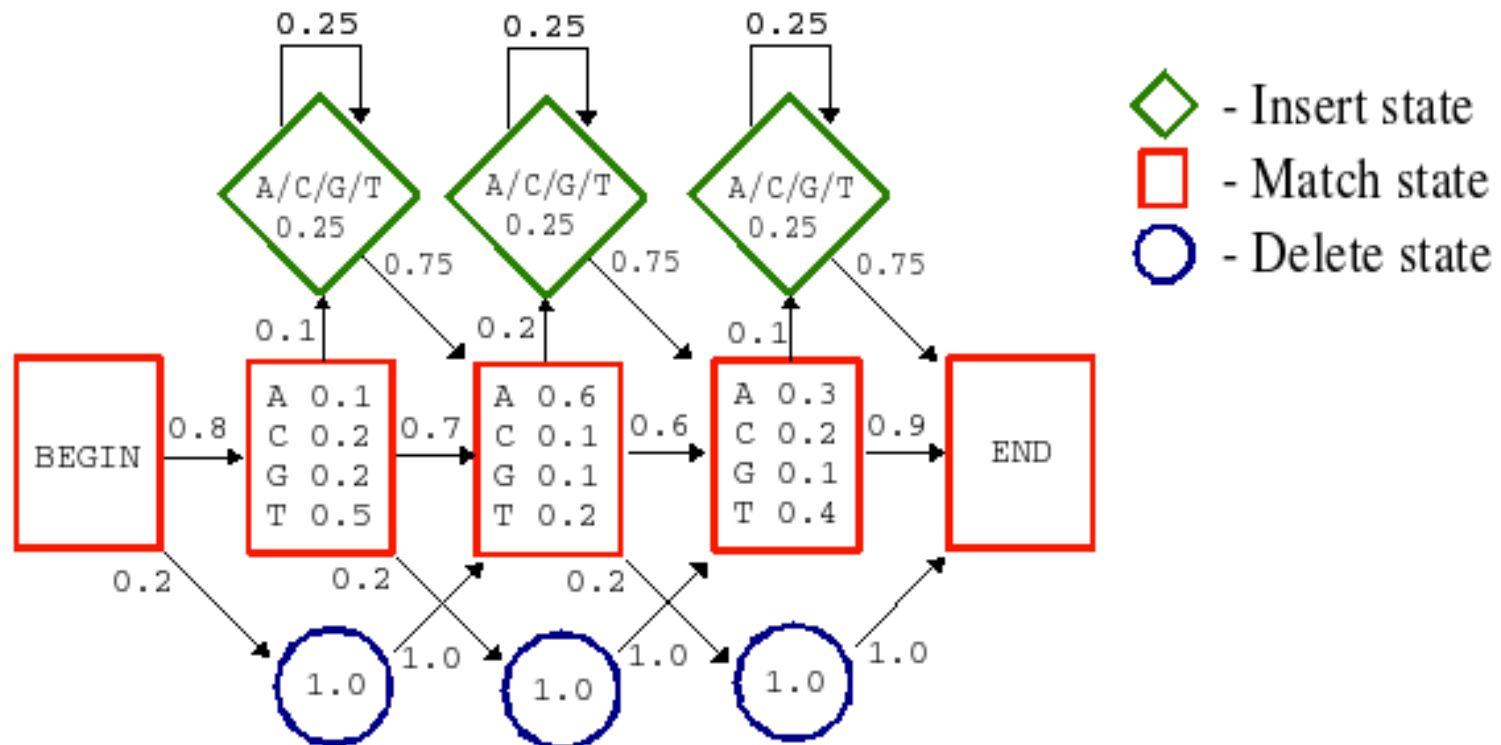 0.25 0.25 0.25
A/C/G/T A/C/G/T A/C/G/T
0.25 0.25 0.25
- Insert state
- Match state
- Delete state
0.75 0.75 0.75
0.1 0.2 0.1
BEGIN
0.8
A 0.1
C 0.2
G 0.2
T 0.5
0.7
A 0.6
C 0.1
G 0.1
T 0.2
0.6
A 0.3
C 0.2
G 0.1
T 0.4
0.9
END
0.2 0.2 0.2
1.0 1.0 1.0
1.0 1.0 1.0